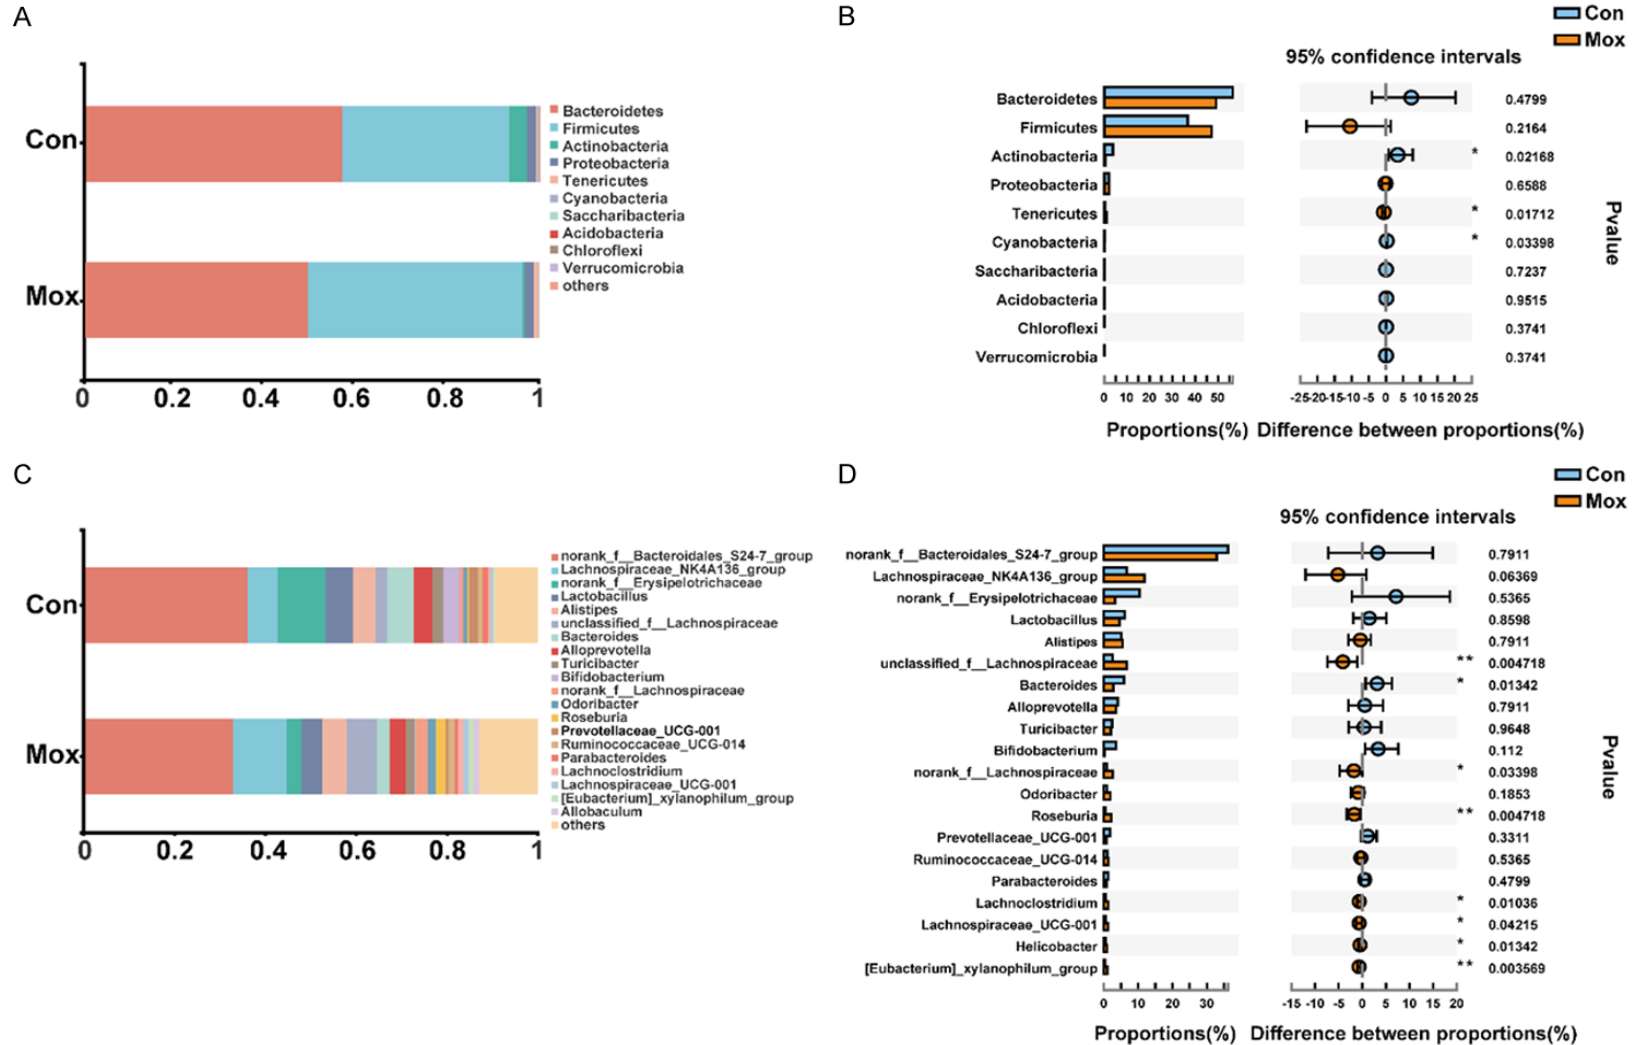 A
Con
Mox
0 0.2 0.4 0.6 0.8 1
Bacteroidetes
Firmicutes
Actinobacteria
Proteobacteria
Tenericutes
Cyanobacteria
Saccharibacteria
Acidobacteria
Chloroflexi
Verrucomicrobia
others
B
Con
Mox
95% confidence intervals
Bacteroidetes 0.4799
Firmicutes 0.2164
Actinobacteria * 0.02168
Proteobacteria 0.6588
Tenericutes * 0.01712
Cyanobacteria * 0.03398
Saccharibacteria 0.7237
Acidobacteria 0.9515
Chloroflexi 0.3741
Verrucomicrobia 0.3741
Pvalue
0 10 20 30 40 50 -25-20-15-10 -5 0 5 10 15 20 25
Proportions(%) Difference between proportions(%)
C
Con
Mox
0 0.2 0.4 0.6 0.8 1
norank_f__Bacteroidales_S24-7_group
Lachnospiraceae_NK4A136_group
norank_f__Erysipelotrichaceae
Lactobacillus
Alistipes
unclassified_f__Lachnospiraceae
Bacteroides
Alloprevotella
Turicibacter
Bifidobacterium
norank_f__Lachnospiraceae
Odoribacter
Roseburia
Prevotellaceae_UCG-001
Ruminococcaceae_UCG-014
Parabacteroides
Lachnoclostridium
Lachnospiraceae_UCG-001
[Eubacterium]_xylanophilum_group
Allobaculum
others
D
Con
Mox
95% confidence intervals
norank_f__Bacteroidales_S24-7_group 0.7911
Lachnospiraceae_NK4A136_group 0.06369
norank_f__Erysipelotrichaceae 0.5365
Lactobacillus 0.8598
Alistipes 0.7911
unclassified_f__Lachnospiraceae ** 0.004718
Bacteroides * 0.01342
Alloprevotella 0.7911
Turicibacter 0.9648
Bifidobacterium 0.112
norank_f__Lachnospiraceae * 0.03398
Odoribacter 0.1853
Roseburia ** 0.004718
Prevotellaceae_UCG-001 0.3311
Ruminococcaceae_UCG-014 0.5365
Parabacteroides 0.4799
Lachnoclostridium * 0.01036
Lachnospiraceae_UCG-001 * 0.04215
Helicobacter * 0.01342
[Eubacterium]_xylanophilum_group ** 0.003569
Pvalue
0 10 20 30 -15 -10 -5 0 5 10 15 20
Proportions(%) Difference between proportions(%)